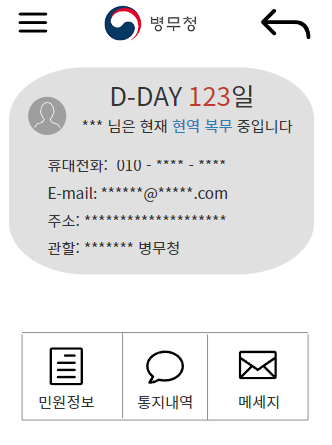 병무청
D-DAY 123일
*** 님은 현재 현역 복무 중입니다
휴대전화: 010 - **** - ****
E-mail: ******@*****.com
주소: ********************
관할: ******* 병무청
민원정보 통지내역 메세지